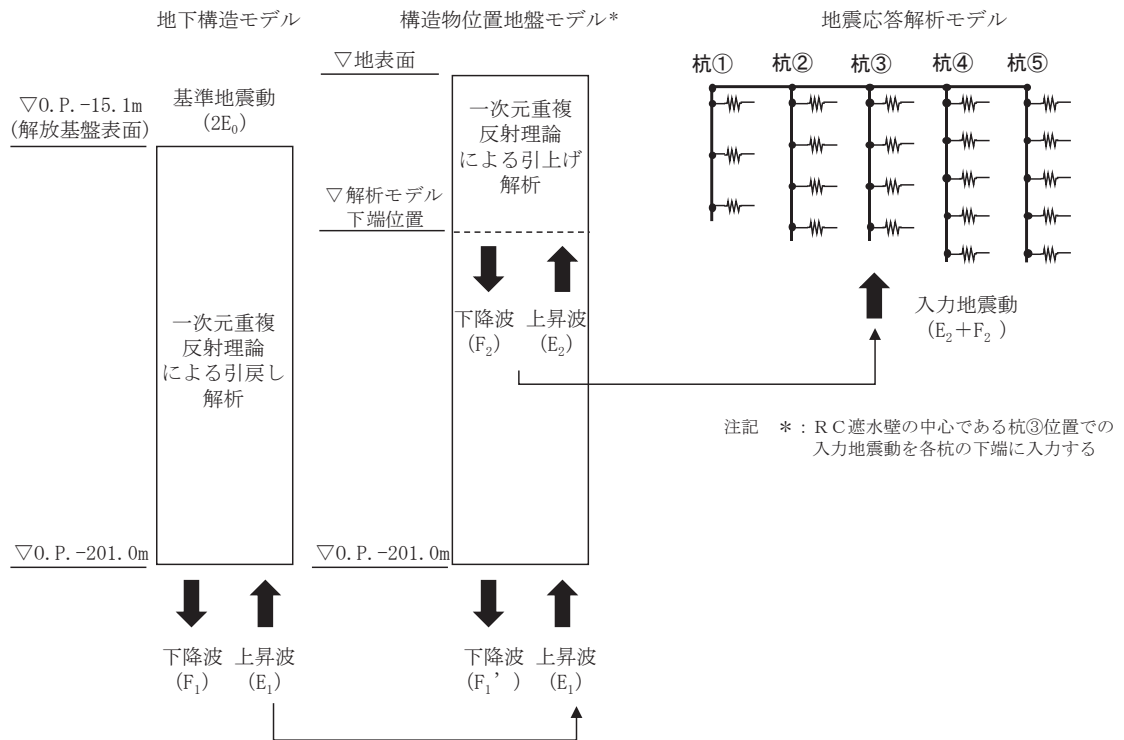 地下構造モデル
▽O.P.-15.1m
(解放基盤表面)
基準地震動
(2E₀)
一次元重複
反射理論
による引戻し
解析
▽O.P.-201.0m
下降波
(F₁)
上昇波
(E₁)
構造物位置地盤モデル*
▽地表面
一次元重複
反射理論
による引上げ
解析
▽解析モデル
下端位置
下降波
(F₂)
上昇波
(E₂)
▽O.P.-201.0m
下降波
(F₁’)
上昇波
(E₁)
地震応答解析モデル
杭①
杭②
杭③
杭④
杭⑤
入力地震動
(E₂+F₂)
注記 *:RC遮水壁の中心である杭③位置での
入力地震動を各杭の下端に入力する